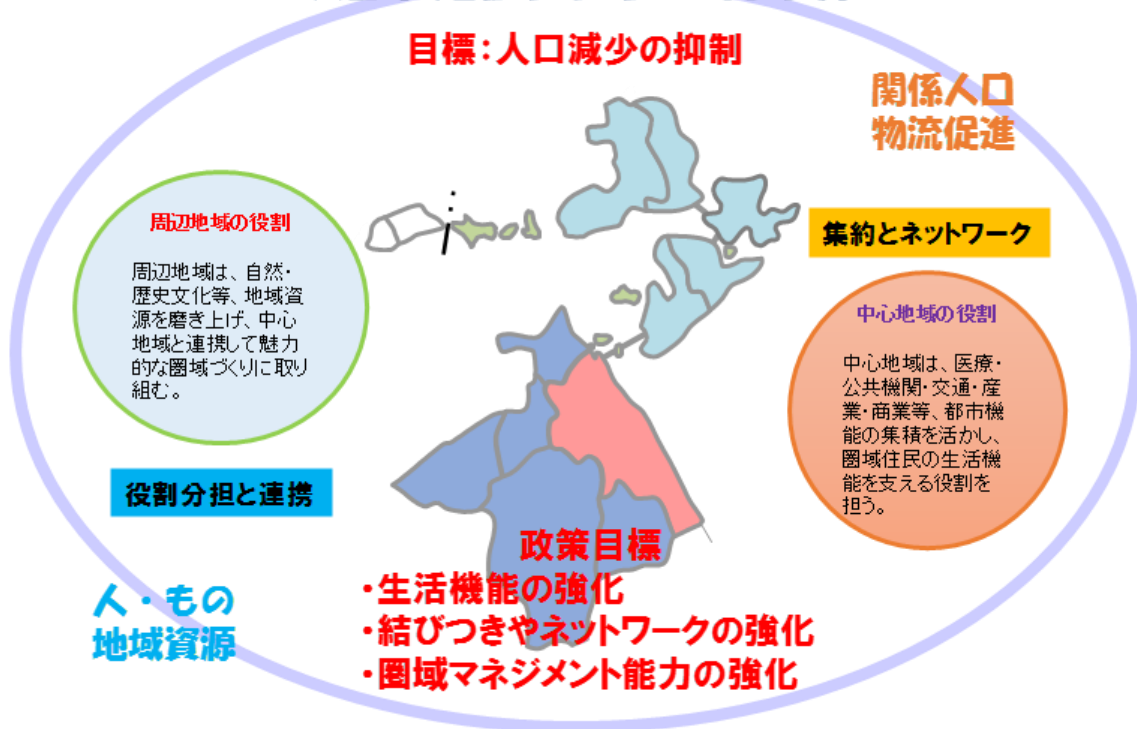 目標：人口減少の抑制
関係人口
物流促進
周辺地域の役割
周辺地域は、自然・
歴史文化等、地域資
源を磨き上げ、中心
地域と連携して魅力
的な圏域づくりに取り
組む。
集約とネットワーク
中心地域の役割
中心地域は、医療・
公共機関・交通・産
業・商業等、都市機
能の集積を活かし、
圏域住民の生活機
能を支える役割を
担う。
役割分担と連携
人・もの
地域資源
政策目標
・生活機能の強化
・結びつきやネットワークの強化
・圏域マネジメント能力の強化